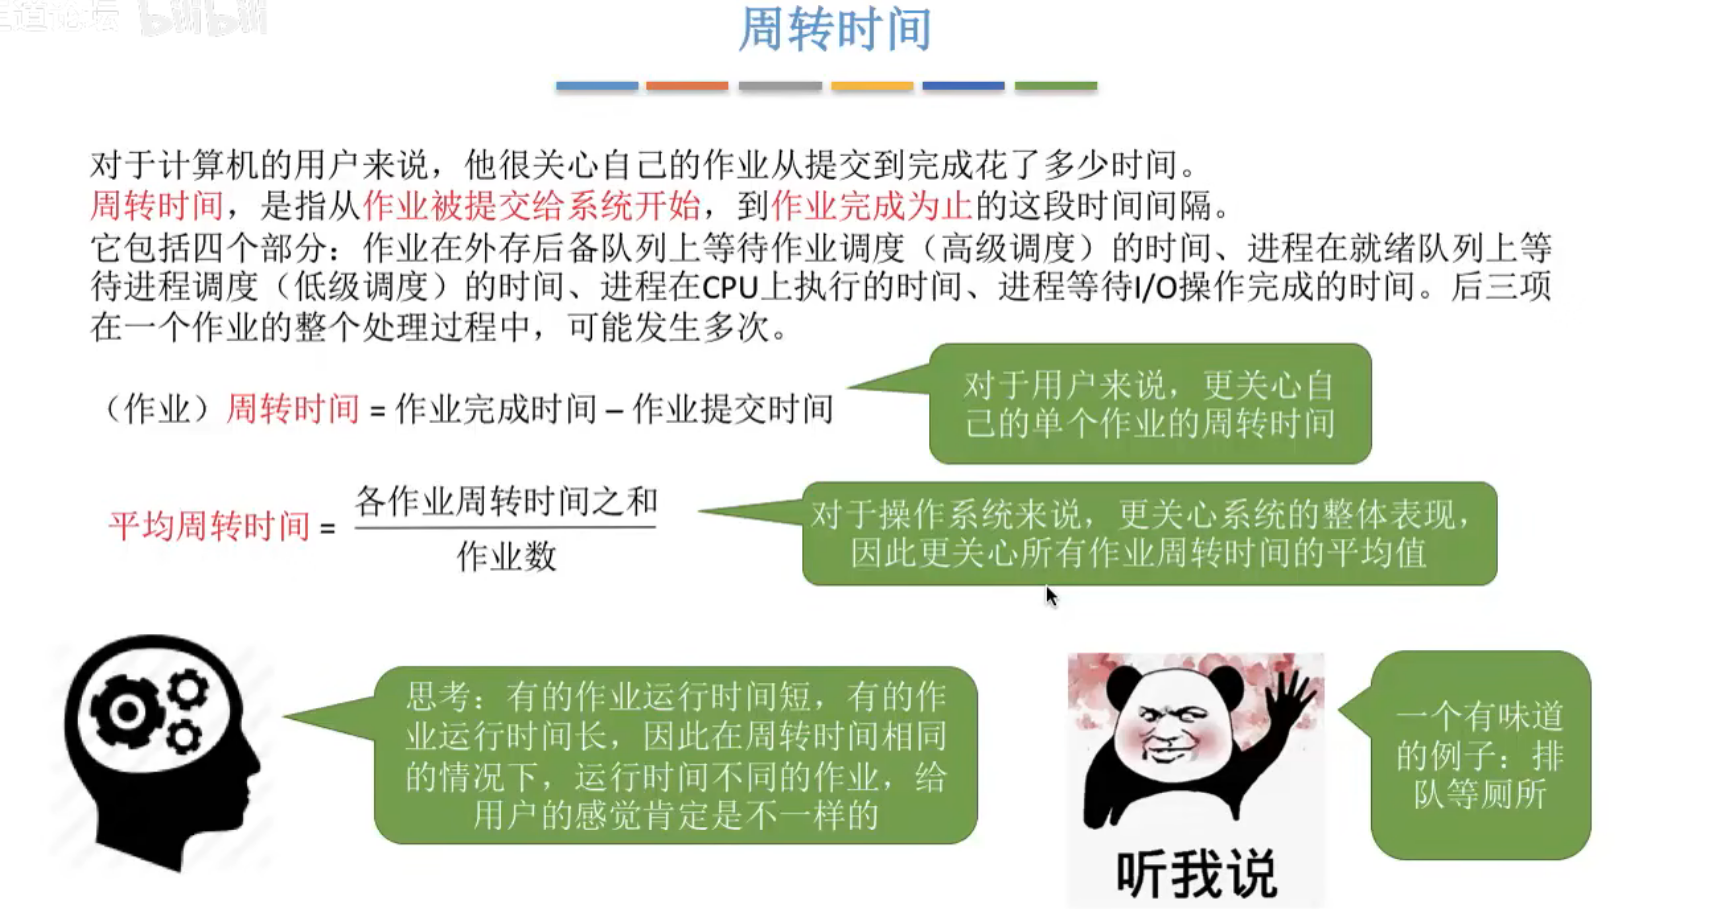 王道论坛 bilibili
周转时间
对于计算机的用户来说，他很关心自己的作业从提交到完成花了多少时间。
周转时间，是指从作业被提交给系统开始，到作业完成为止的这段时间间隔。
它包括四个部分：作业在外存后备队列上等待作业调度（高级调度）的时间、进程在就绪队列上等
待进程调度（低级调度）的时间、进程在CPU上执行的时间、进程等待I/O操作完成的时间。后三项
在一个作业的整个处理过程中，可能发生多次。
（作业）周转时间 = 作业完成时间 – 作业提交时间
对于用户来说，更关心自
己的单个作业的周转时间
平均周转时间 =
各作业周转时间之和
作业数
对于操作系统来说，更关心系统的整体表现，
因此更关心所有作业周转时间的平均值
思考：有的作业运行时间短，有的作
业运行时间长，因此在周转时间相同
的情况下，运行时间不同的作业，给
用户的感觉肯定是不一样的
听我说
一个有味道
的例子：排
队等厕所